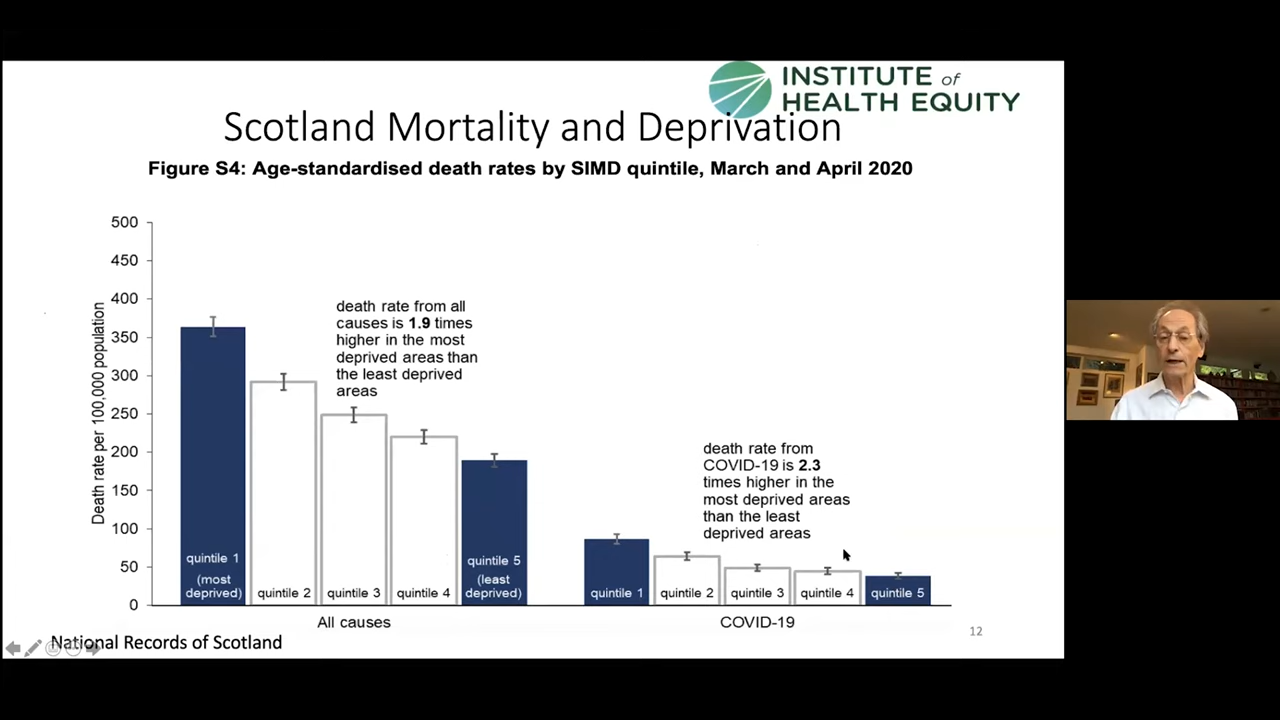 INSTITUTE of
HEALTH EQUITY
Scotland Mortality and Deprivation
Figure S4: Age-standardised death rates by SIMD quintile, March and April 2020
Death rate per 100,000 population
500
450
400
350
300
250
200
150
100
50
0
death rate from all
causes is 1.9 times
higher in the most
deprived areas than
the least deprived
areas
death rate from
COVID-19 is 2.3
times higher in the
most deprived areas
than the least
deprived areas
quintile 1
(most
deprived)
quintile 2
quintile 3
quintile 4
quintile 5
(least
deprived)
quintile 1
quintile 2
quintile 3
quintile 4
quintile 5
All causes
COVID-19
12
National Records of Scotland